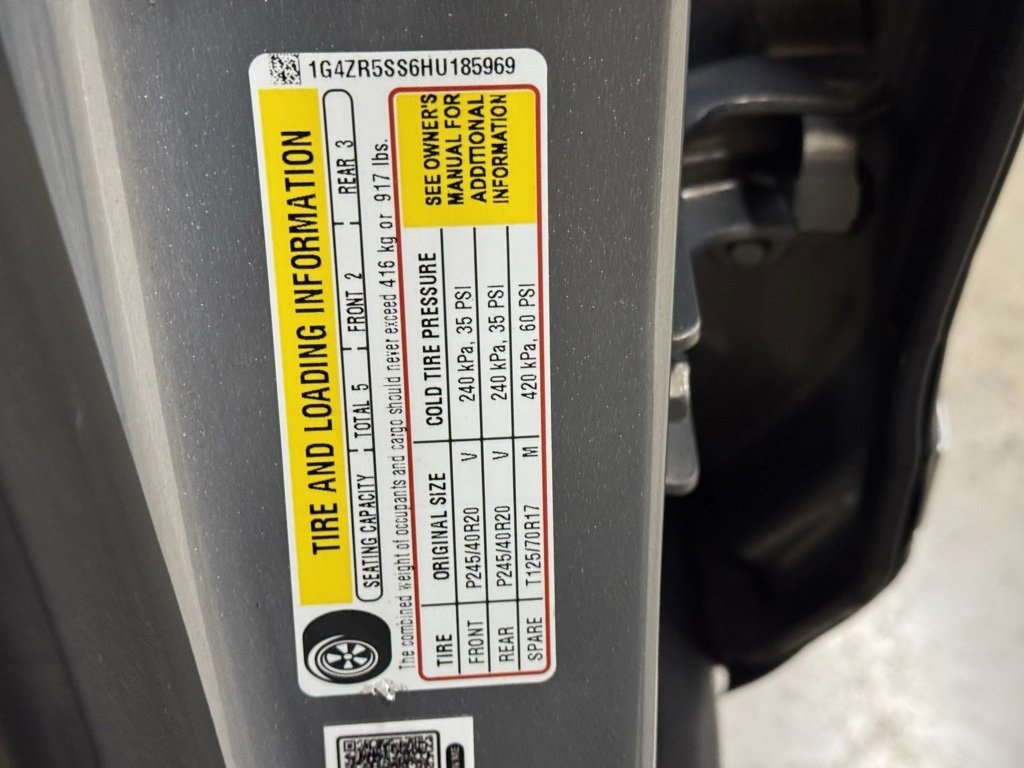 1G4ZR5SS6HU185969
TIRE AND LOADING INFORMATION
SEATING CAPACITY TOTAL 5 FRONT 2 REAR 3
The combined weight of occupants and cargo should never exceed 416 kg or 917 lbs.
TIRE ORIGINAL SIZE COLD TIRE PRESSURE
FRONT P245/40R20 V 240 kPa, 35 PSI
REAR P245/40R20 V 240 kPa, 35 PSI
SPARE T125/70R17 M 420 kPa, 60 PSI
SEE OWNER'S
MANUAL FOR
ADDITIONAL
INFORMATION